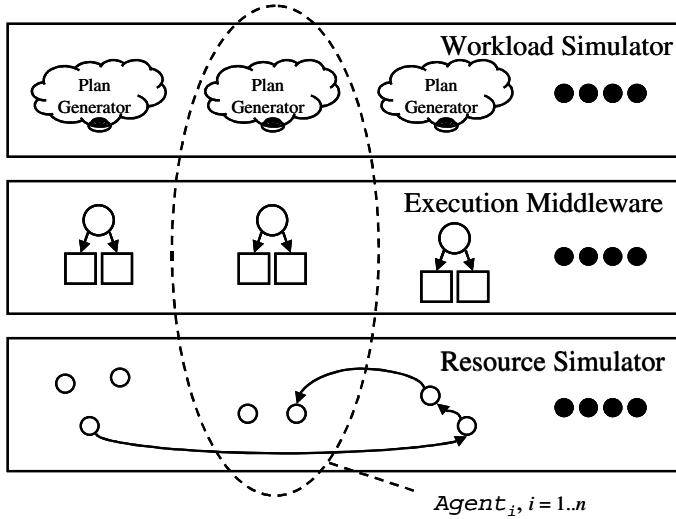 Workload Simulator
Plan
Generator
Plan
Generator
Plan
Generator
Execution Middleware
Resource Simulator
Agent_i, i = 1..n